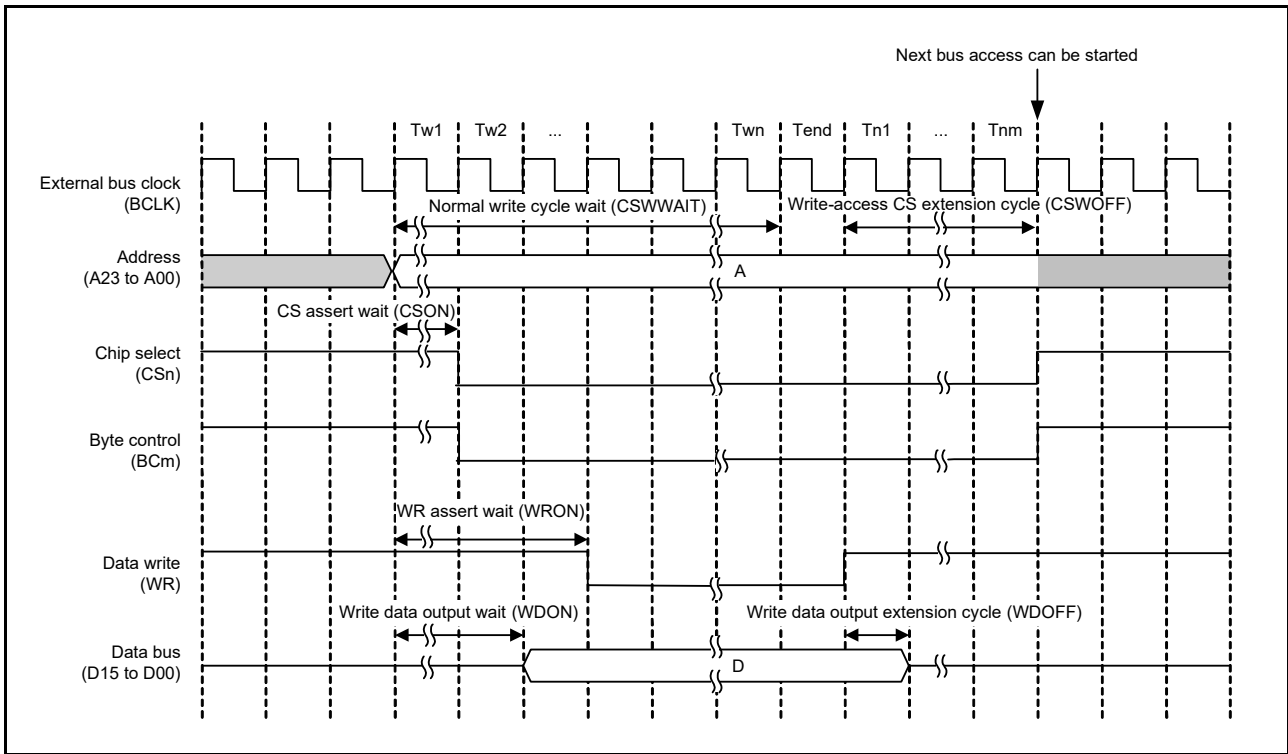 Next bus access can be started
Tw1 Tw2 ... Twn Tend Tn1 ... Tnm
External bus clock
(BCLK)
Normal write cycle wait (CSWWAIT) Write-access CS extension cycle (CSWOFF)
Address
(A23 to A00)
A
CS assert wait (CSON)
Chip select
(CSn)
Byte control
(BCm)
WR assert wait (WRON)
Data write
(WR)
Write data output wait (WDON) Write data output extension cycle (WDOFF)
Data bus
(D15 to D00)
D